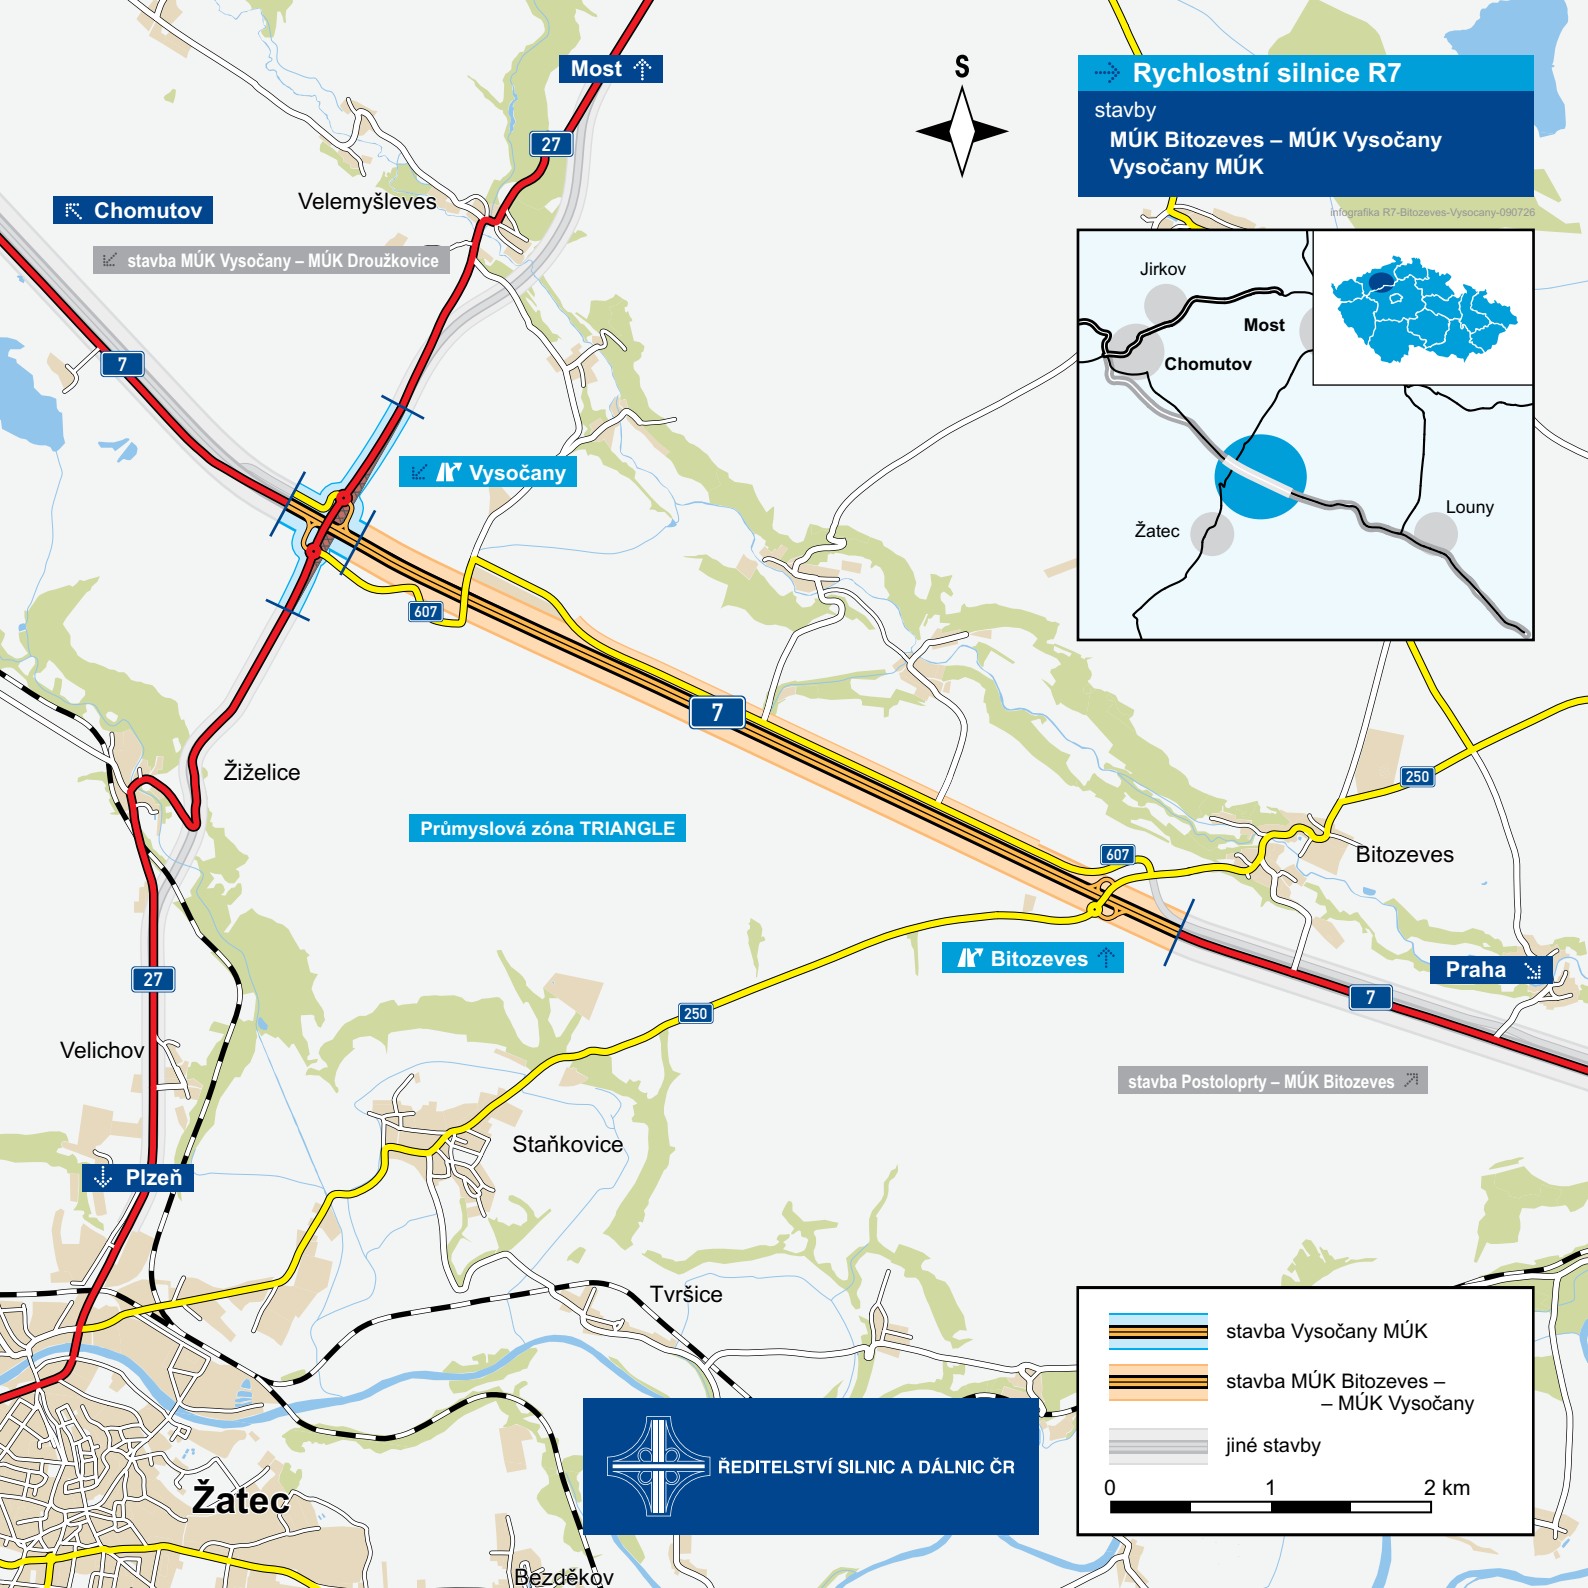 Most
S
Rychlostní silnice R7
stavby
MÚK Bitozeves – MÚK Vysočany
Vysočany MÚK
infografika R7-Bitozeves-Vysocany-090726
27
Velemyšleves
Chomutov
stavba MÚK Vysočany – MÚK Droužkovice
7
Jirkov
Most
Chomutov
Louny
Žatec
Vysočany
607
7
Žiželice
250
Průmyslová zóna TRIANGLE
607
Bitozeves
Bitozeves
Praha
27
7
250
Velichov
stavba Postoloprty – MÚK Bitozeves
Staňkovice
Plzeň
Tvršice
stavba Vysočany MÚK
stavba MÚK Bitozeves –
– MÚK Vysočany
jiné stavby
0 1 2 km
ŘEDITELSTVÍ SILNIC A DÁLNIC ČR
Žatec
Bezděkov